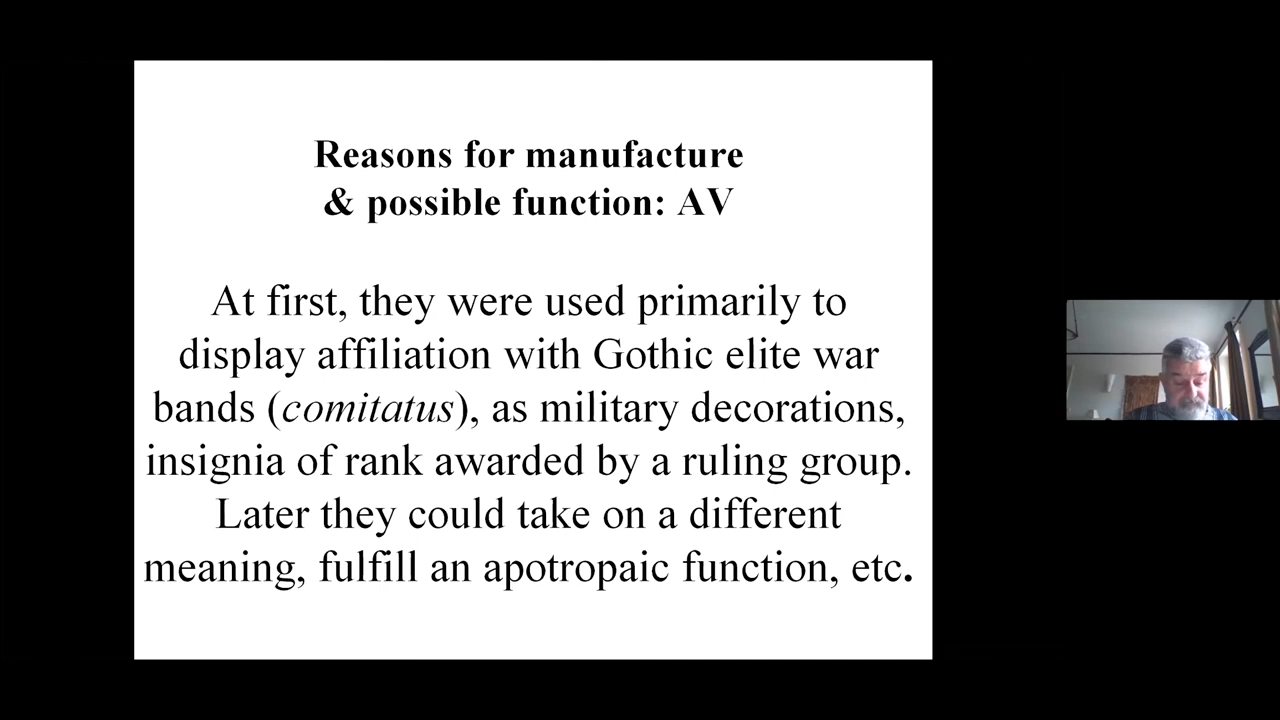 Reasons for manufacture
& possible function: AV
At first, they were used primarily to
display affiliation with Gothic elite war
bands (comitatus), as military decorations,
insignia of rank awarded by a ruling group.
Later they could take on a different
meaning, fulfill an apotropaic function, etc.